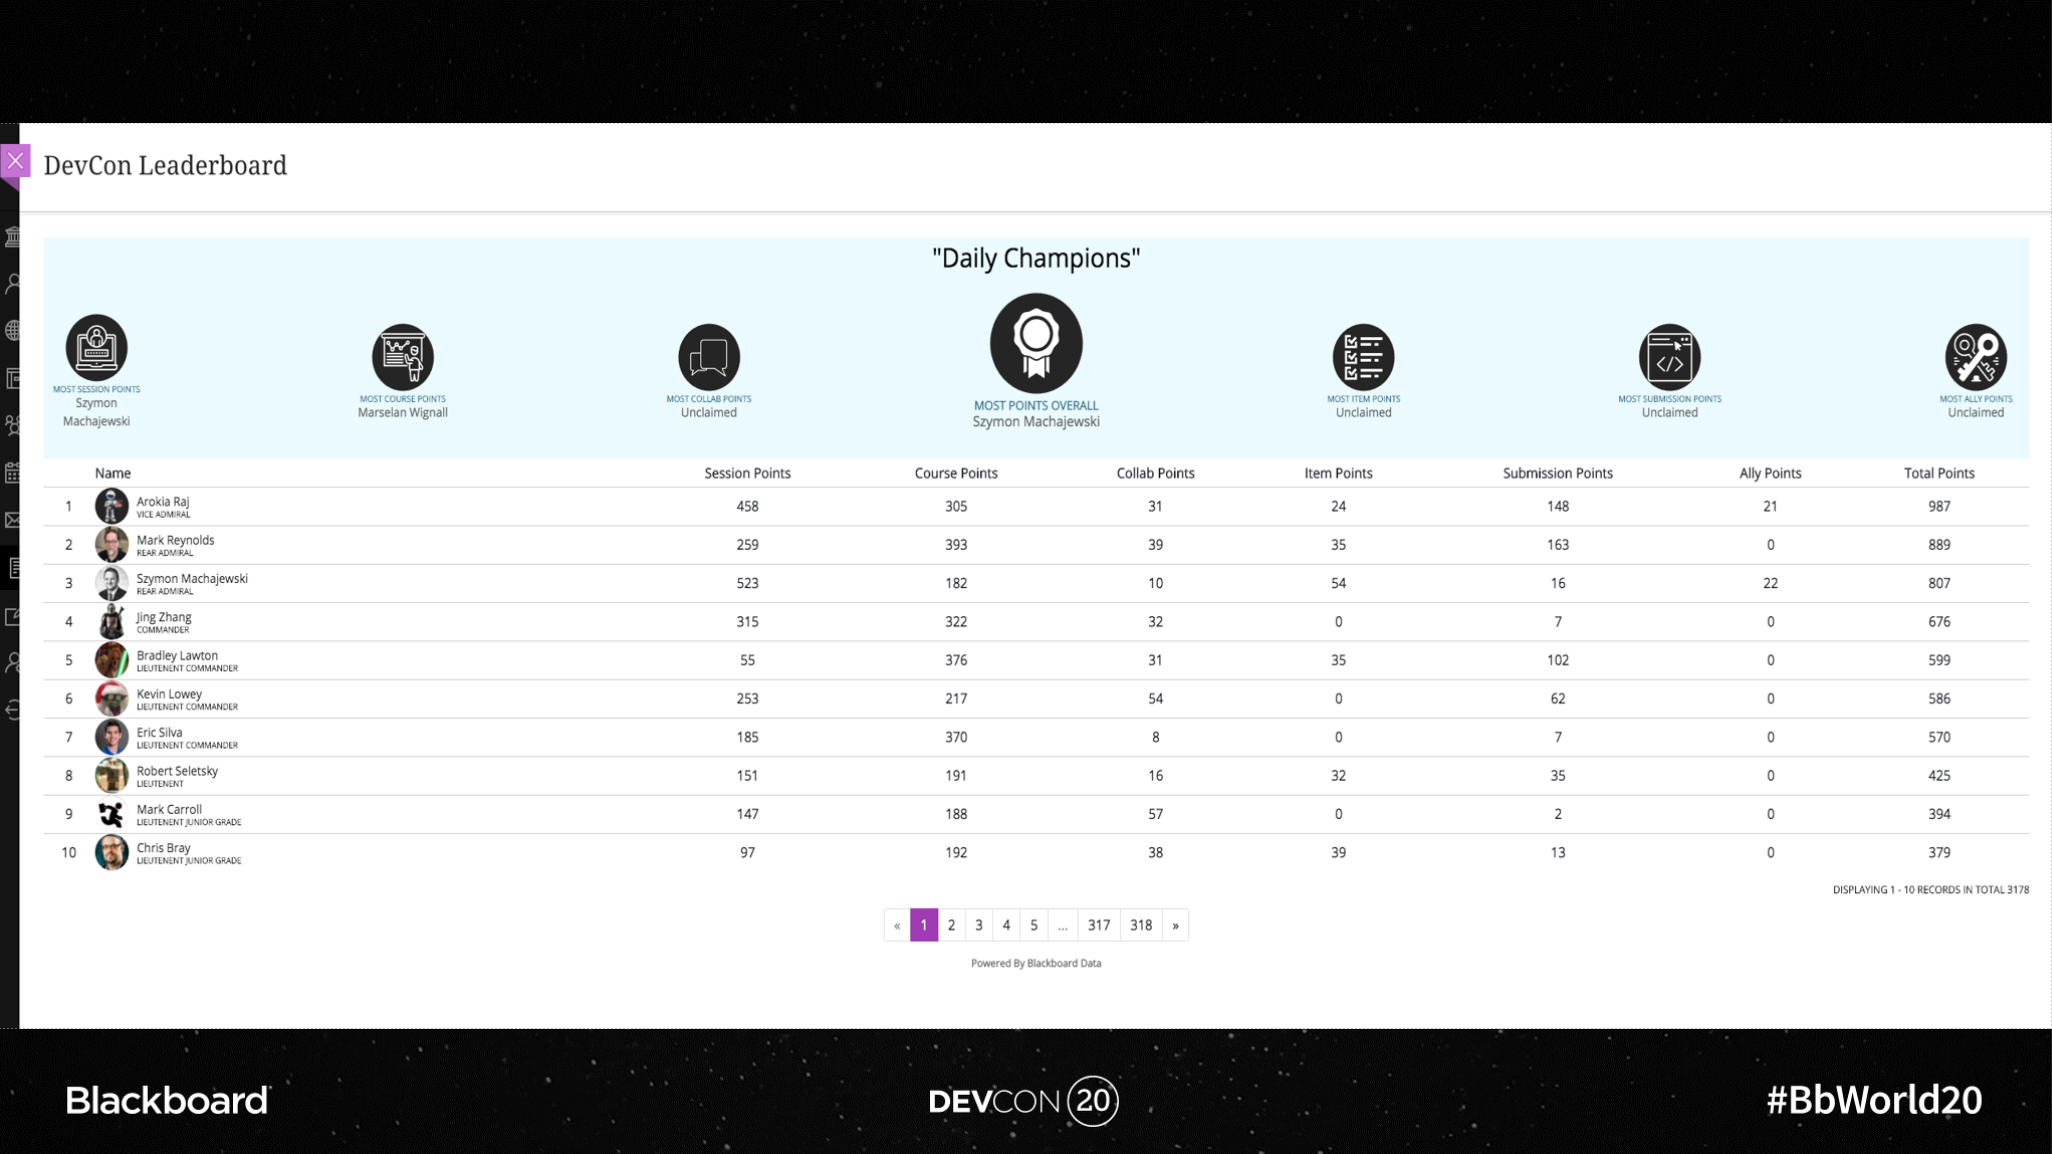 DevCon Leaderboard
"Daily Champions"
MOST SESSION POINTS
Szymon
Machajewski
MOST COURSE POINTS
Marselan Wignall
MOST COLLAB POINTS
Unclaimed
MOST POINTS OVERALL
Szymon Machajewski
MOST ITEM POINTS
Unclaimed
MOST SUBMISSION POINTS
Unclaimed
MOST ALLY POINTS
Unclaimed
Name Session Points Course Points Collab Points Item Points Submission Points Ally Points Total Points
1 Arokia Raj 458 305 31 24 148 21 987
VICE ADMIRAL
2 Mark Reynolds 259 393 39 35 163 0 889
REAR ADMIRAL
3 Szymon Machajewski 523 182 10 54 16 22 807
REAR ADMIRAL
4 Jing Zhang 315 322 32 0 7 0 676
COMMANDER
5 Bradley Lawton 55 376 31 35 102 0 599
LIEUTENENT COMMANDER
6 Kevin Lowey 253 217 54 0 62 0 586
LIEUTENENT COMMANDER
7 Eric Silva 185 370 8 0 7 0 570
LIEUTENENT COMMANDER
8 Robert Seletsky 151 191 16 32 35 0 425
LIEUTENENT
9 Mark Carroll 147 188 57 0 2 0 394
LIEUTENENT JUNIOR GRADE
10 Chris Bray 97 192 38 39 13 0 379
LIEUTENENT JUNIOR GRADE
DISPLAYING 1 - 10 RECORDS IN TOTAL 3178
« 1 2 3 4 5 ... 317 318 »
Powered By Blackboard Data
Blackboard DEVCON 20 #BbWorld20